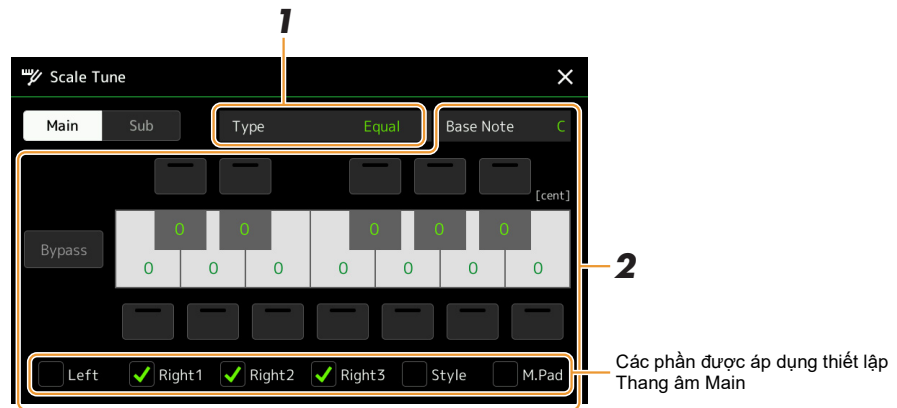 1
Scale Tune
Main Sub Type Equal Base Note C
[cent]
0 0 0 0 0
Bypass
0 0 0 0 0 0 0
2
Left Right1 Right2 Right3 Style M.Pad
Các phần được áp dụng thiết lập
Thang âm Main